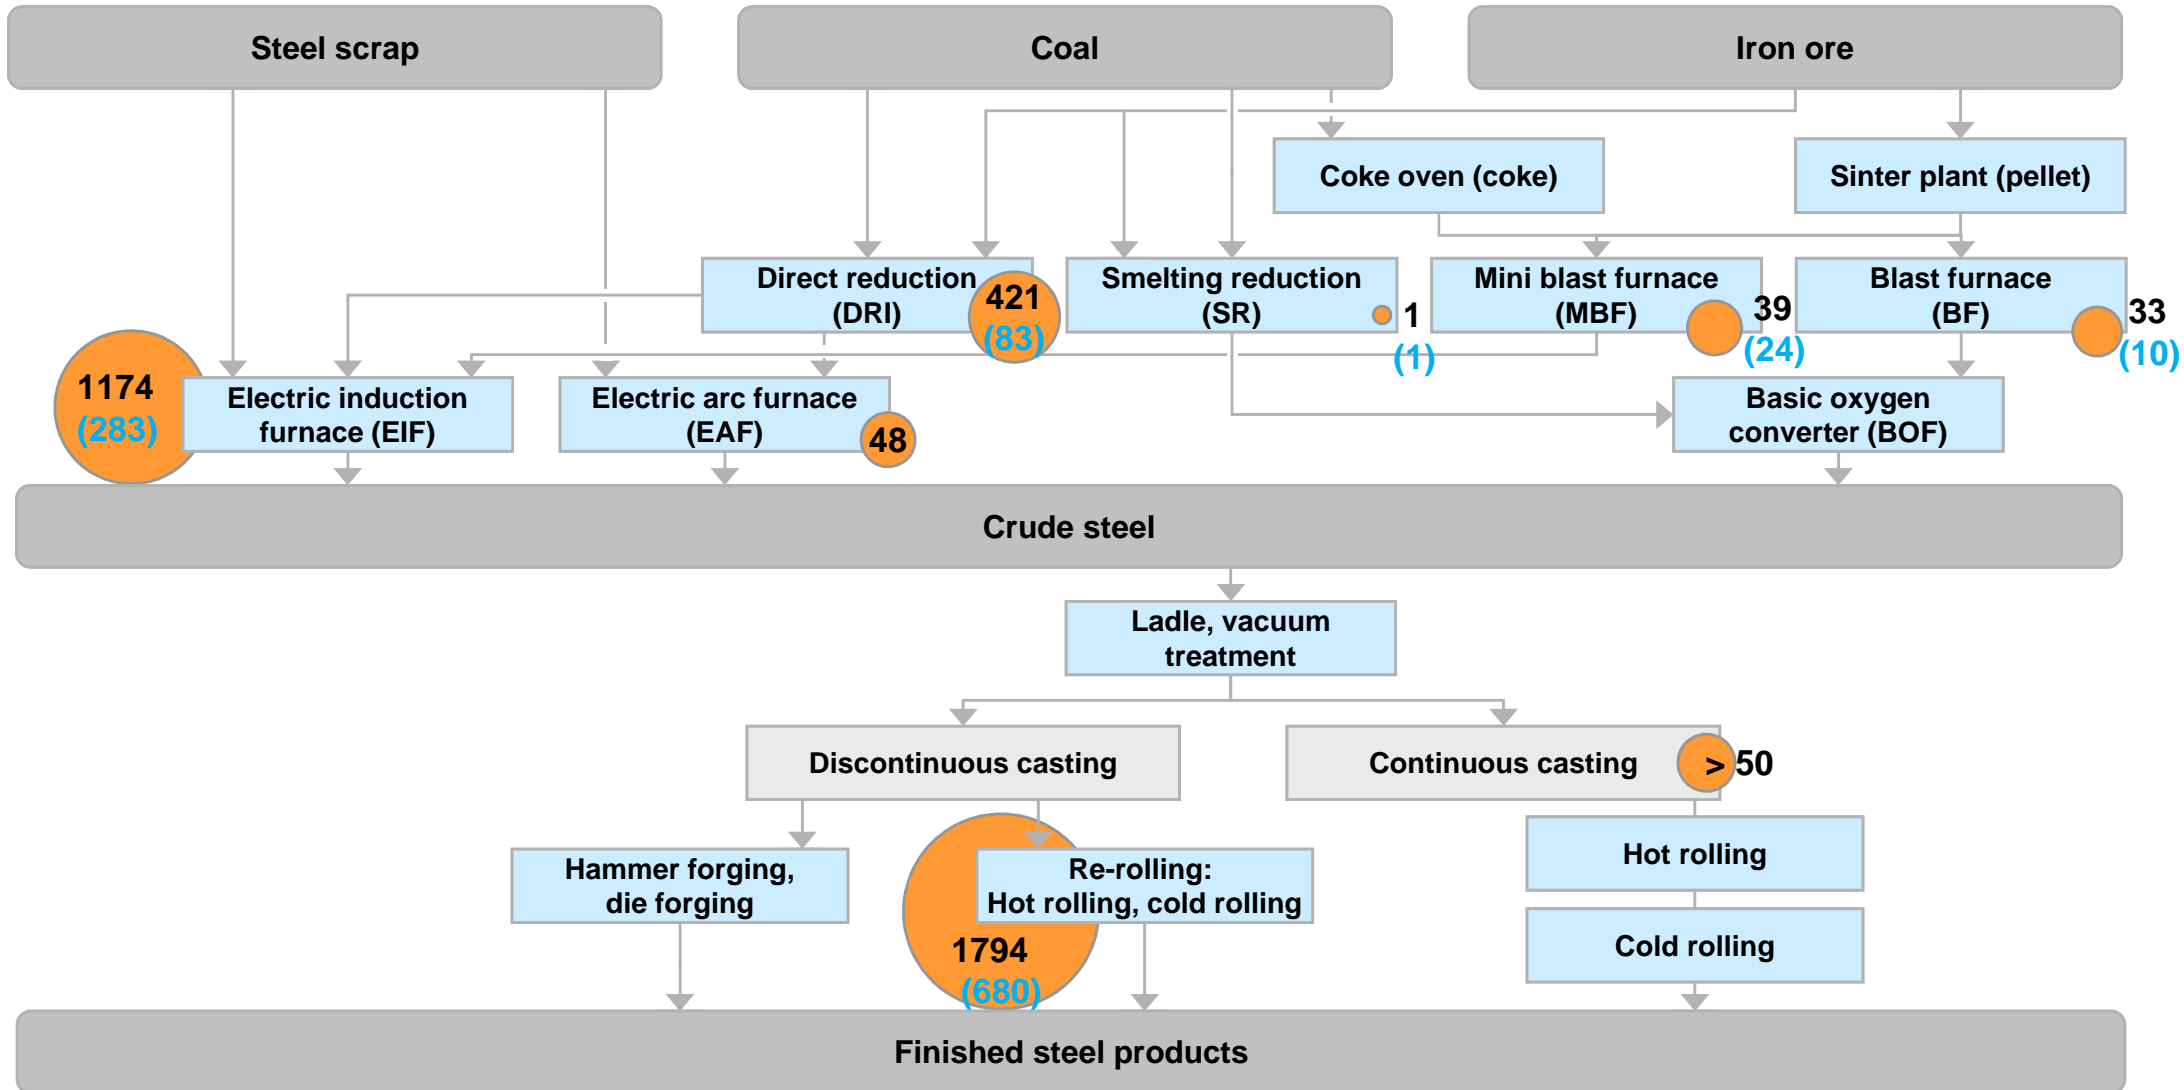 Steel scrap
Coal
Iron ore
Coke oven (coke)
Sinter plant (pellet)
Direct reduction
(DRI)
421
(83)
Smelting reduction
(SR)
1
(1)
Mini blast furnace
(MBF)
39
(24)
Blast furnace
(BF)
33
(10)
1174
(283)
Electric induction
furnace (EIF)
Electric arc furnace
(EAF)
48
Basic oxygen
converter (BOF)
Crude steel
Ladle, vacuum
treatment
Discontinuous casting
Continuous casting
> 50
Hammer forging,
die forging
Re-rolling:
Hot rolling, cold rolling
1794
(680)
Hot rolling
Cold rolling
Finished steel products